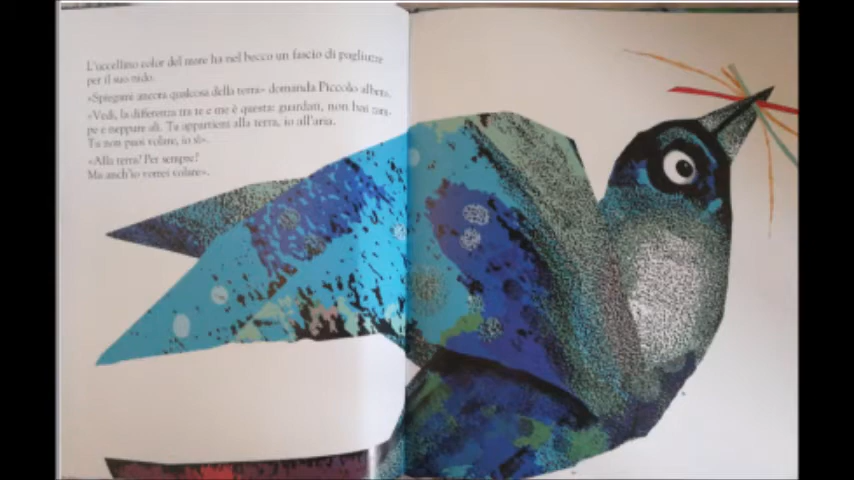 L'uccellino color del mare ha nel becco un fascio di pagliuzze
per il suo nido.
«Spiegami ancora qualcosa della terra» domanda Piccolo albero.
«Vedi, la differenza tra te e me è questa: guardati, non hai zam-
pe e neppure ali. Tu appartieni alla terra, io all'aria.
Tu non puoi volare, io sì».
«Alla terra? Per sempre?
Ma anch'io vorrei volare».